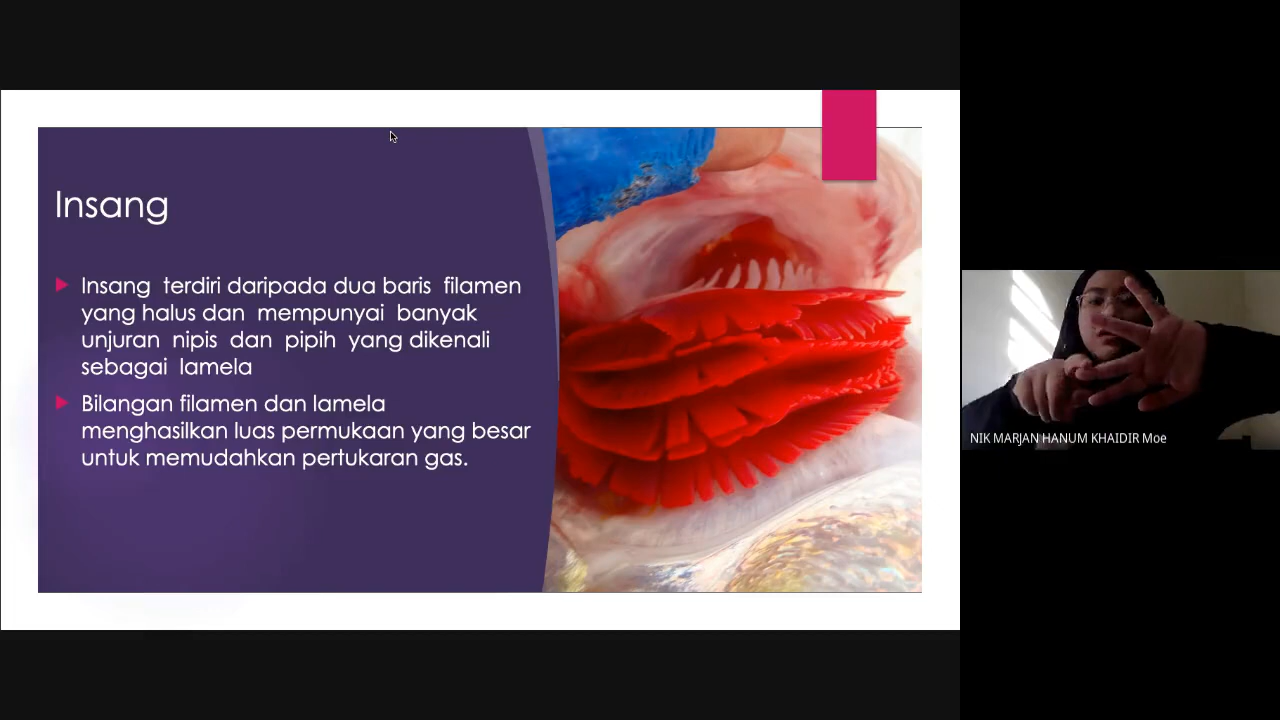 Insang
Insang terdiri daripada dua baris filamen
yang halus dan mempunyai banyak
unjuran nipis dan pipih yang dikenali
sebagai lamela
Bilangan filamen dan lamela
menghasilkan luas permukaan yang besar
untuk memudahkan pertukaran gas.
NIK MARJAN HANUM KHAIDIR Moe